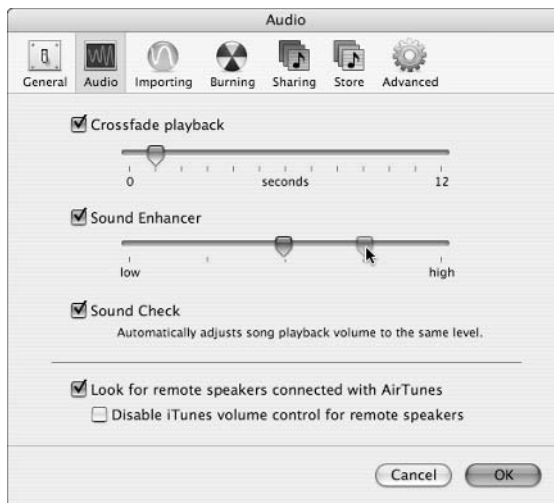 Audio
General Audio Importing Burning Sharing Store Advanced
Crossfade playback
0 seconds 12
Sound Enhancer
low high
Sound Check
Automatically adjusts song playback volume to the same level.
Look for remote speakers connected with AirTunes
Disable iTunes volume control for remote speakers
Cancel OK